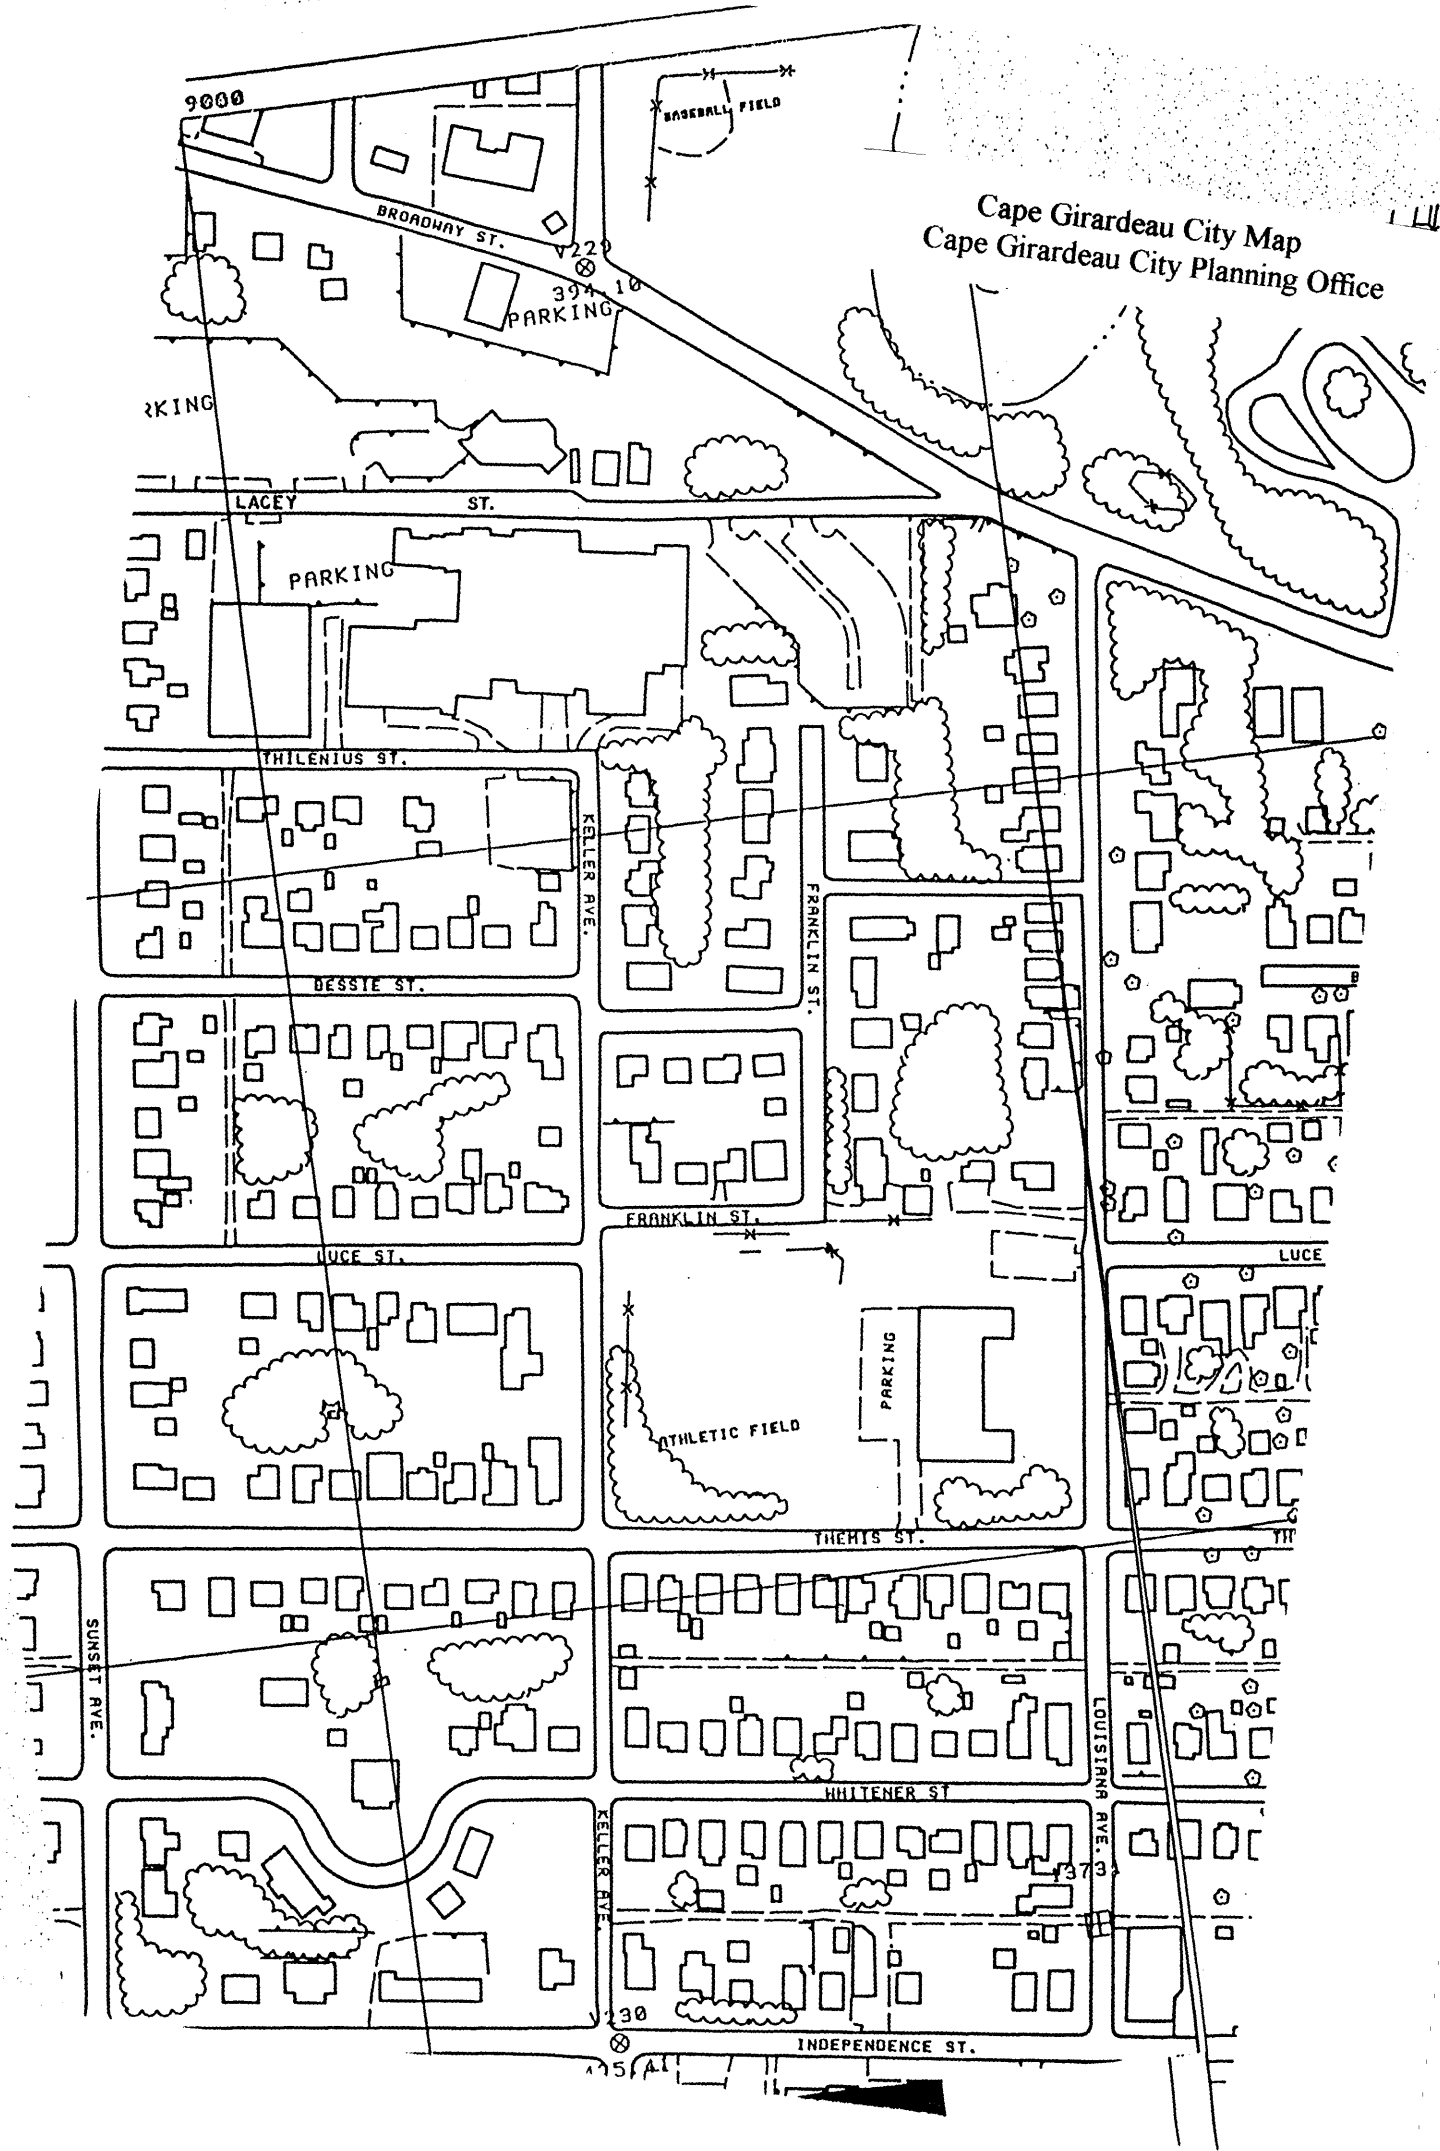 9000
BASEBALL FIELD
Cape Girardeau City Map
Cape Girardeau City Planning Office
BROADWAY ST.
V229
394.10
PARKING
LACEY ST.
PARKING
THILENIUS ST.
KELLER AVE.
FRANKLIN ST.
BESSIE ST.
FRANKLIN ST.
LUCE ST.
LUCE
PARKING
ATHLETIC FIELD
THEMIS ST.
TH
SUNSET AVE.
LOUISIANA AVE.
WHITENER ST
KELLER AVE.
V230
INDEPENDENCE ST.